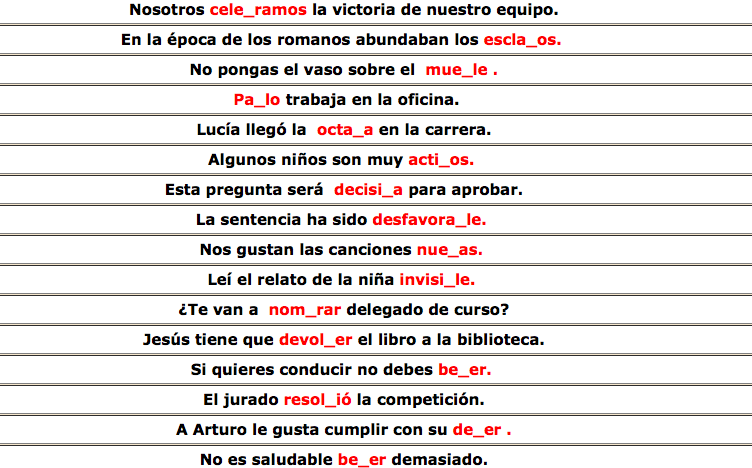 Nosotros cele_ramos la victoria de nuestro equipo.
En la época de los romanos abundaban los escla_os.
No pongas el vaso sobre el mue_le .
Pa_lo trabaja en la oficina.
Lucía llegó la octa_a en la carrera.
Algunos niños son muy acti_os.
Esta pregunta será decisi_a para aprobar.
La sentencia ha sido desfavora_le.
Nos gustan las canciones nue_as.
Leí el relato de la niña invisi_le.
¿Te van a nom_rar delegado de curso?
Jesús tiene que devol_er el libro a la biblioteca.
Si quieres conducir no debes be_er.
El jurado resol_ió la competición.
A Arturo le gusta cumplir con su de_er .
No es saludable be_er demasiado.